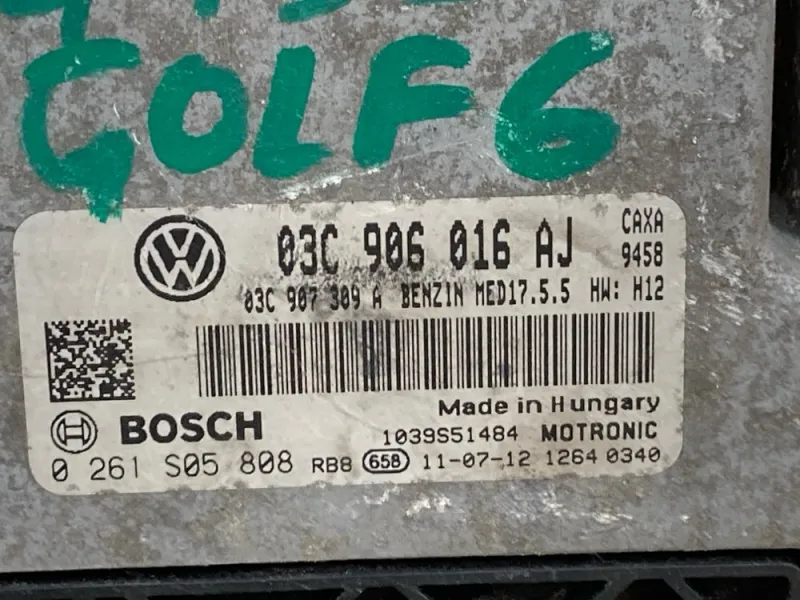 GOLF6
03C 906 016 AJ CAXA
9458
03C 907 309 A BENZIN MED17.5.5 HW: H12
Made in Hungary
BOSCH 1039S51484 MOTRONIC
0 261 S05 808 RB8 658 11-07-12 1264 0340